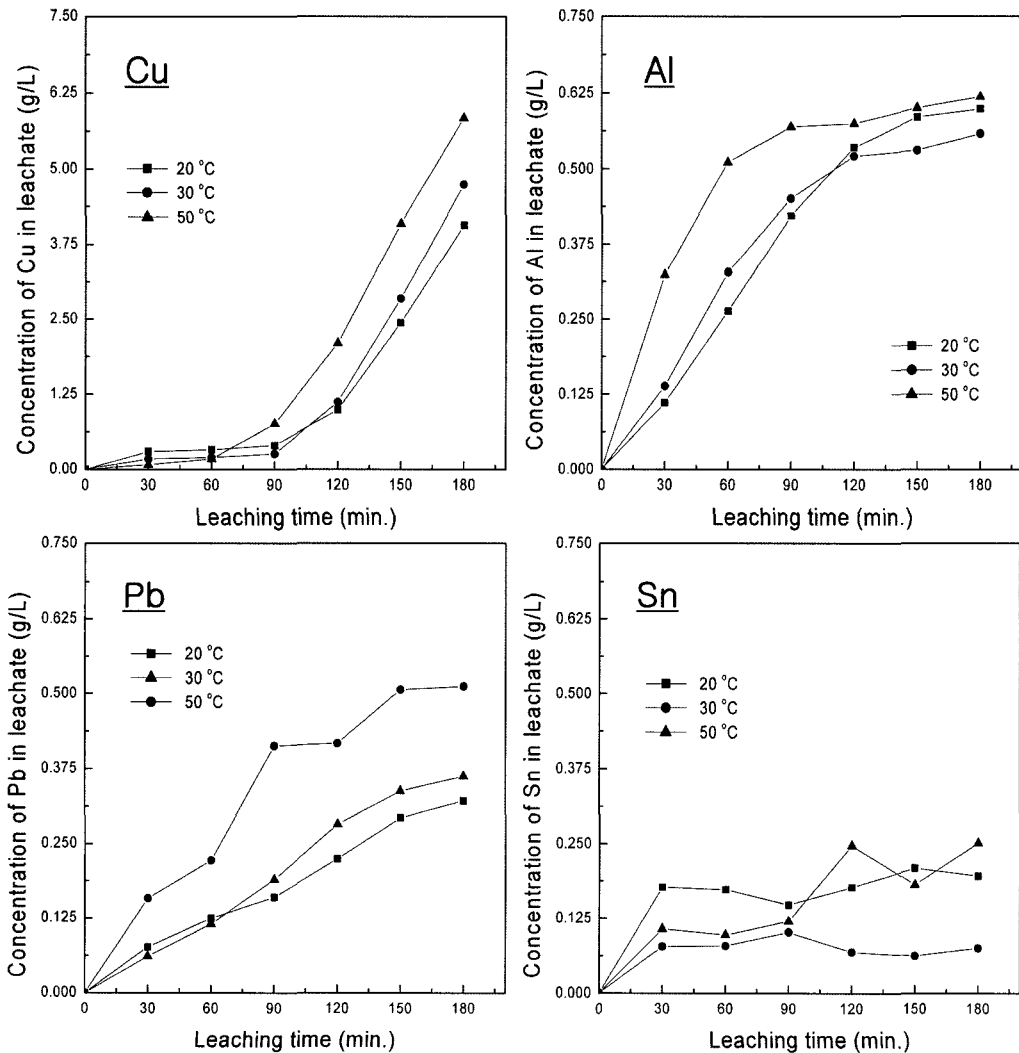 Concentration of Cu in leachate (g/L)
7.50
6.25
5.00
3.75
2.50
1.25
0.00
Cu
20 °C
30 °C
50 °C
0 30 60 90 120 150 180
Leaching time (min.)
Concentration of Al in leachate (g/L)
0.750
0.625
0.500
0.375
0.250
0.125
0.000
Al
20 °C
30 °C
50 °C
0 30 60 90 120 150 180
Leaching time (min.)
Concentration of Pb in leachate (g/L)
0.750
0.625
0.500
0.375
0.250
0.125
0.000
Pb
20 °C
30 °C
50 °C
0 30 60 90 120 150 180
Leaching time (min.)
Concentration of Sn in leachate (g/L)
0.750
0.625
0.500
0.375
0.250
0.125
0.000
Sn
20 °C
30 °C
50 °C
0 30 60 90 120 150 180
Leaching time (min.)